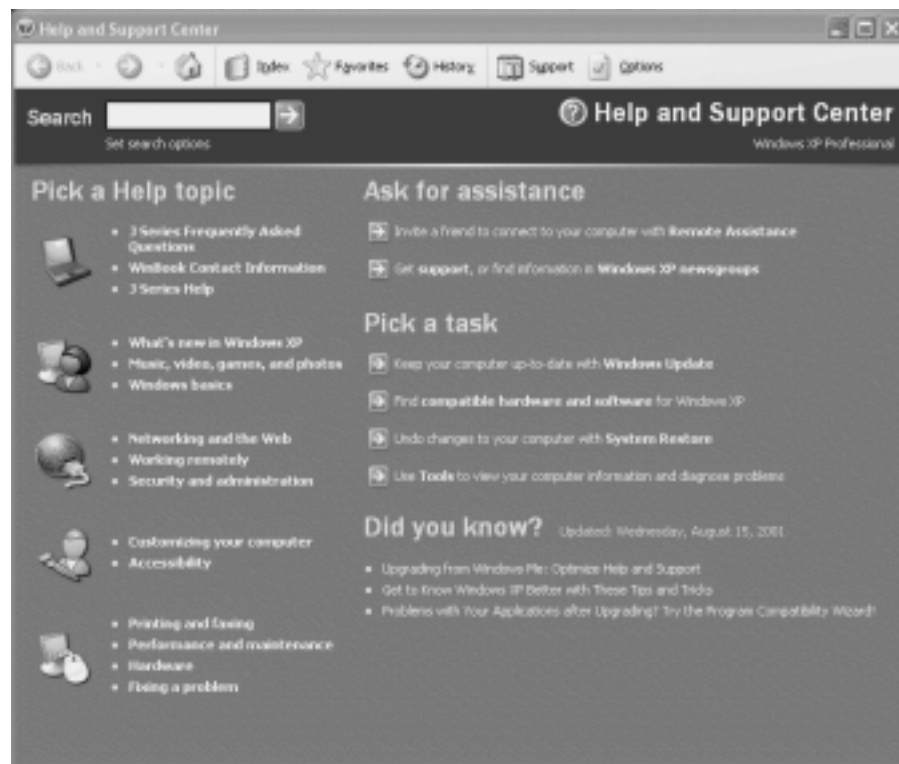 Help and Support Center
Back
Index
Favorites
History
Support
Options
Search
Set search options
Help and Support Center
Windows XP Professional
Pick a Help topic
J Series Frequently Asked
Questions
WinBook Contact Information
J Series Help
What's new in Windows XP
Music, video, games, and photos
Windows basics
Networking and the Web
Working remotely
Security and administration
Customizing your computer
Accessibility
Printing and faxing
Performance and maintenance
Hardware
Fixing a problem
Ask for assistance
Invite a friend to connect to your computer with Remote Assistance
Get support, or find information in Windows XP newsgroups
Pick a task
Keep your computer up-to-date with Windows Update
Find compatible hardware and software for Windows XP
Undo changes to your computer with System Restore
Use Tools to view your computer information and diagnose problems
Did you know?
Updated: Wednesday, August 15, 2001
Upgrading from Windows Me: Optimize Help and Support
Get to Know Windows XP Better with These Tips and Tricks
Problems with Your Applications after Upgrading? Try the Program Compatibility Wizard!